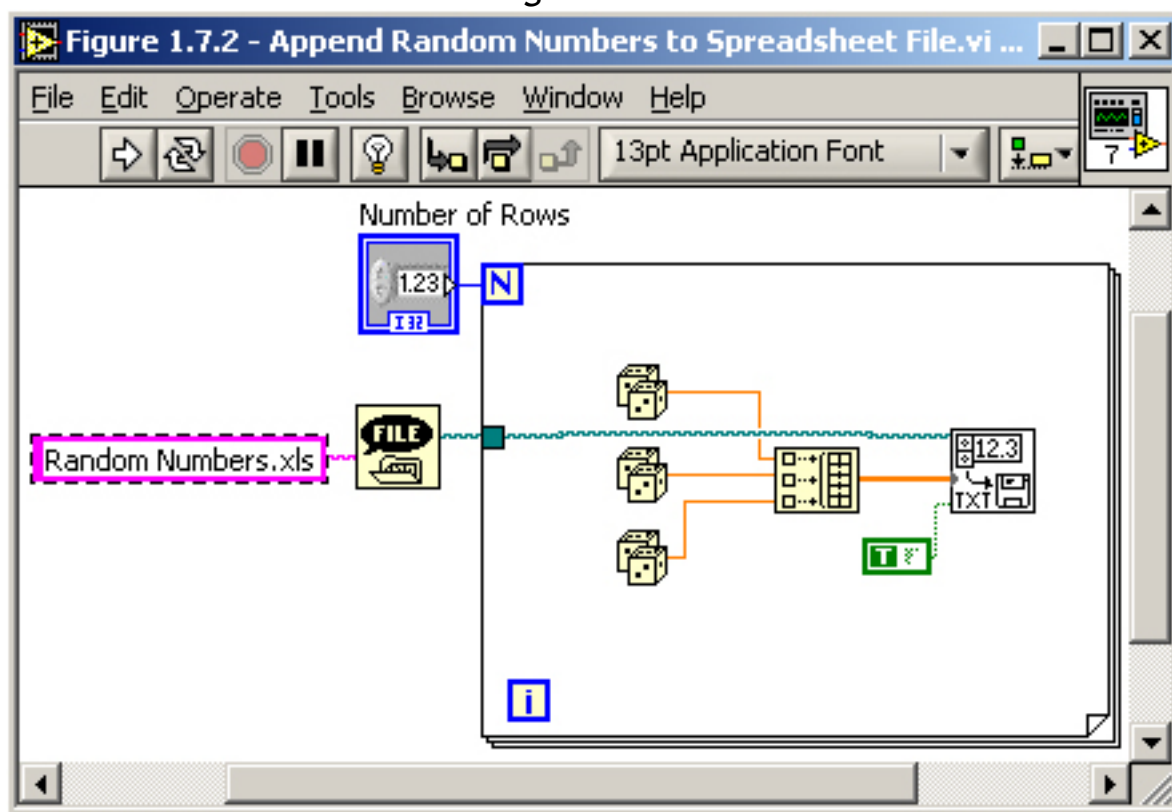 Figure 1.7.2 - Append Random Numbers to Spreadsheet File.vi ...
File Edit Operate Tools Browse Window Help
13pt Application Font
7
Number of Rows
1.23
N
I32
FILE
Random Numbers.xls
12.3
TXT
T
i